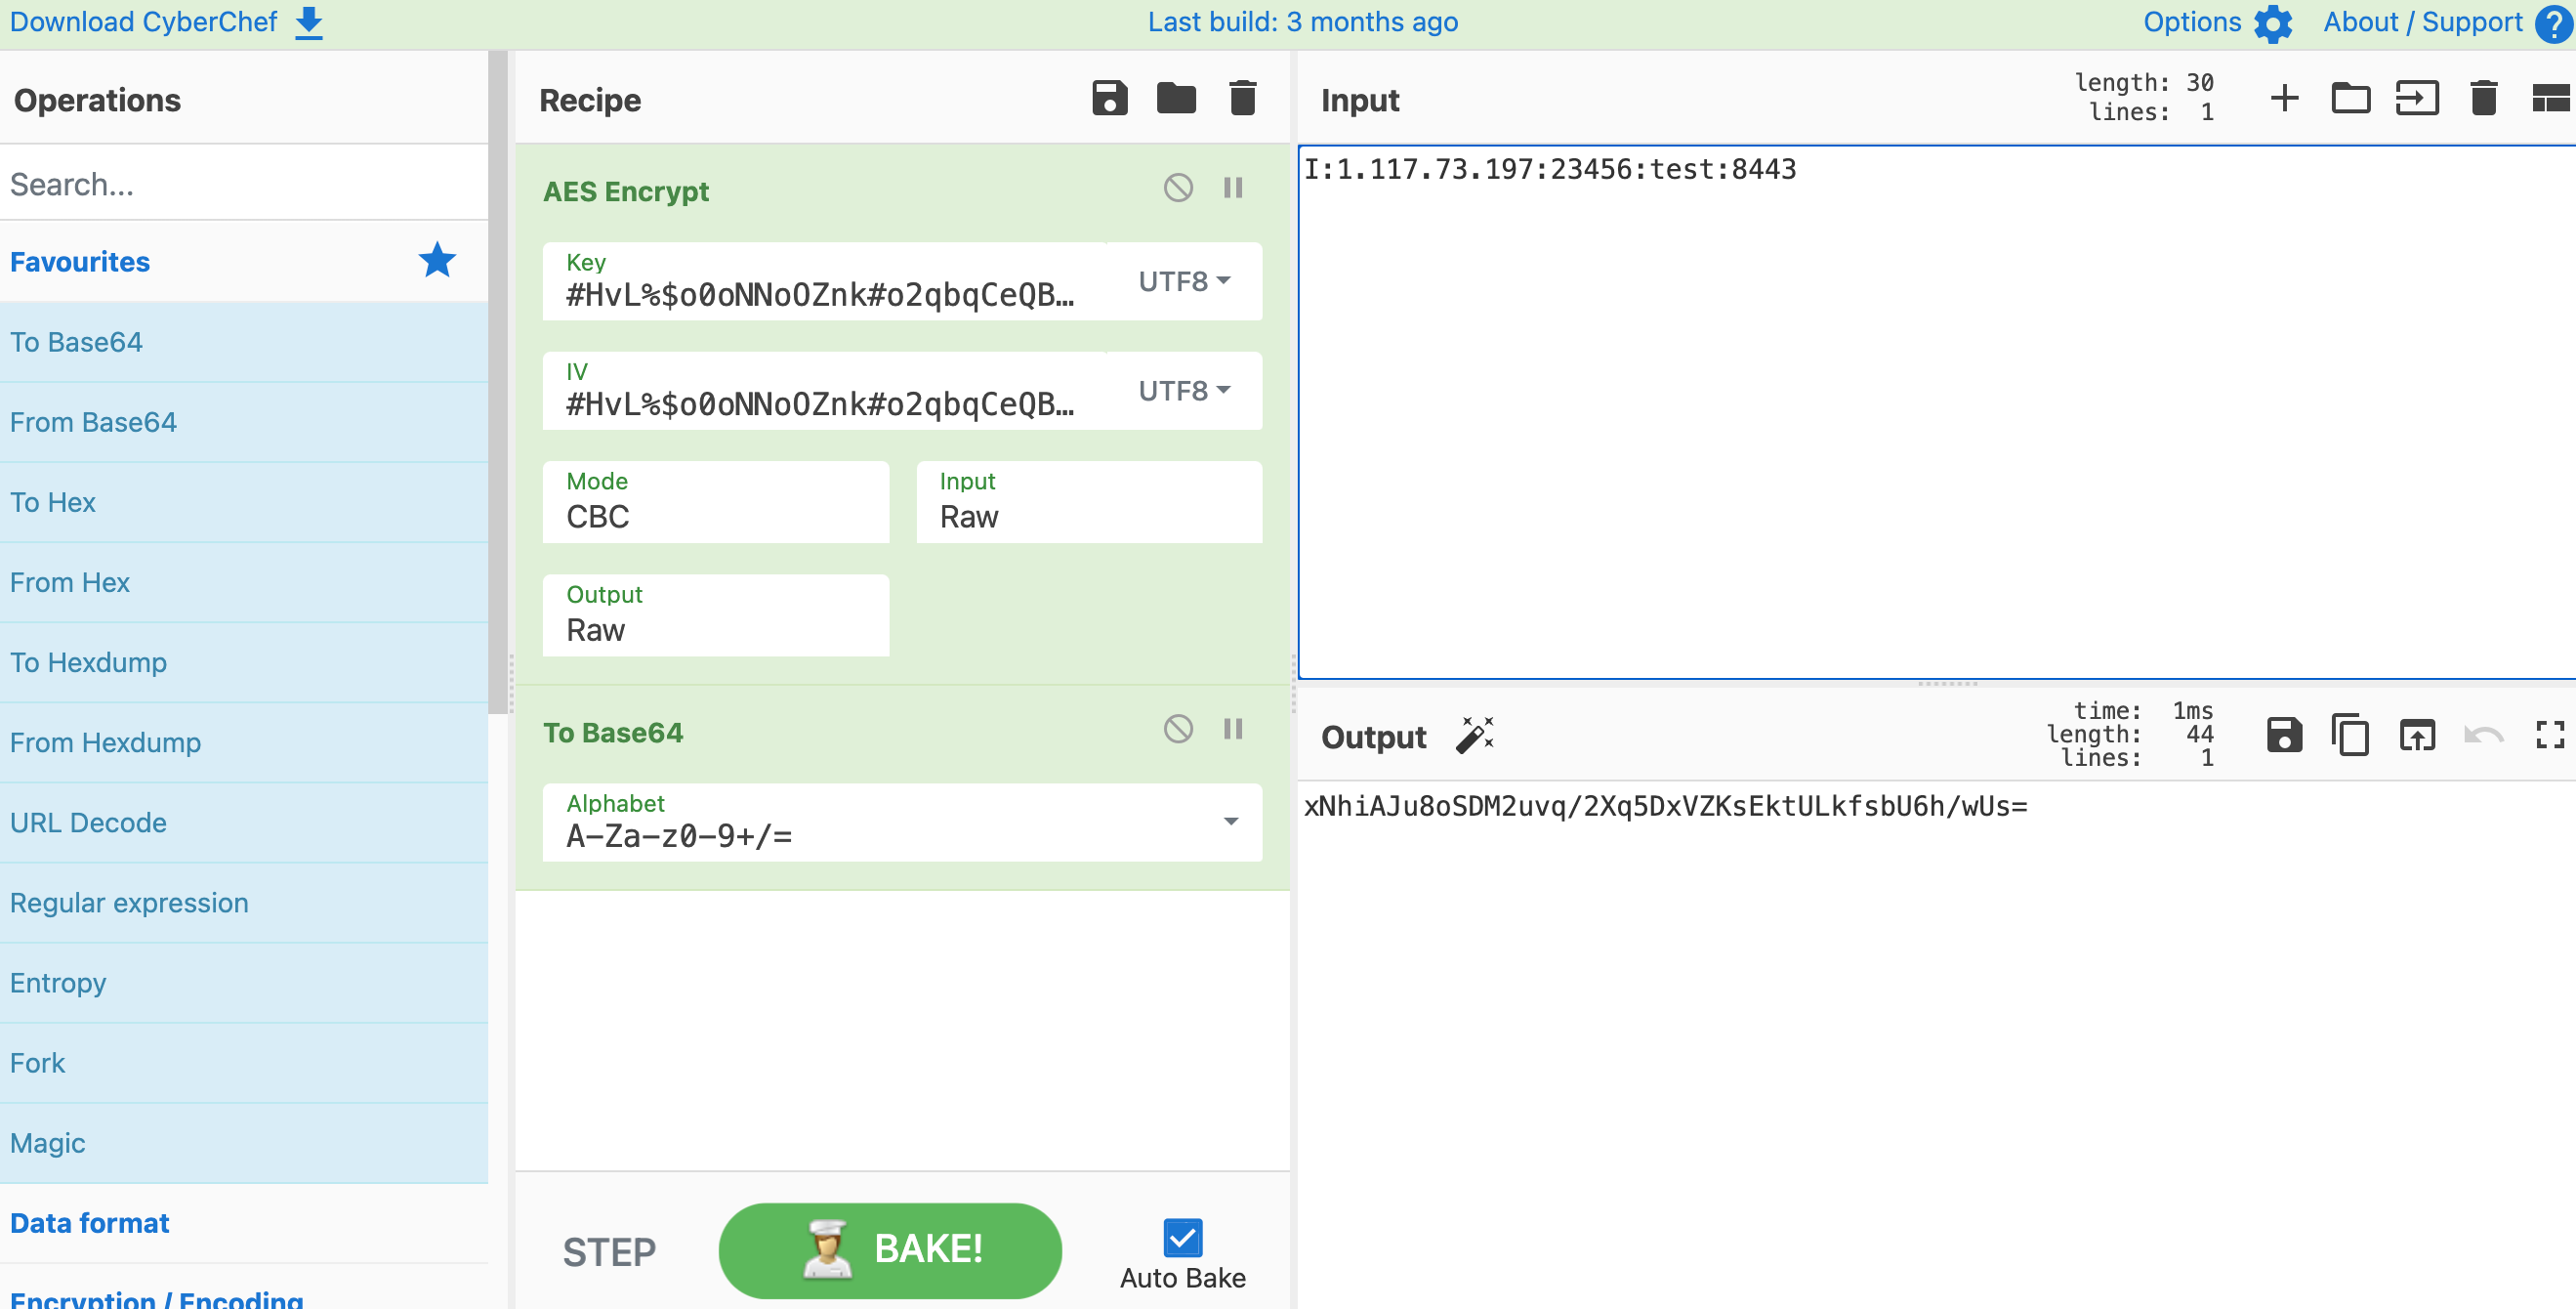 Download CyberChef
Last build: 3 months ago
Options
About / Support
Operations
Search...
Favourites
To Base64
From Base64
To Hex
From Hex
To Hexdump
From Hexdump
URL Decode
Regular expression
Entropy
Fork
Magic
Data format
Encryption / Encoding
Recipe
AES Encrypt
Key
#HvL%$o0oNNoOZnk#o2qbqCeQB…
UTF8
IV
#HvL%$o0oNNoOZnk#o2qbqCeQB…
UTF8
Mode
CBC
Input
Raw
Output
Raw
To Base64
Alphabet
A-Za-z0-9+/=
STEP
BAKE!
Auto Bake
Input
length: 30
lines: 1
I:1.117.73.197:23456:test:8443
Output
time: 1ms
length: 44
lines: 1
xNhiAJu8oSDM2uvq/2Xq5DxVZKsEktULkfsbU6h/wUs=